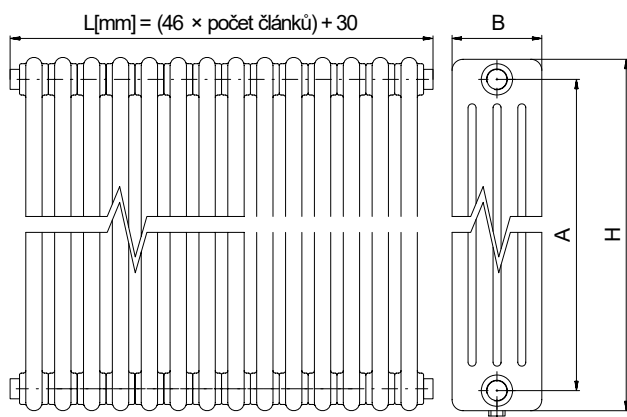 L[mm] = (46 × počet článků) + 30
B
A
H